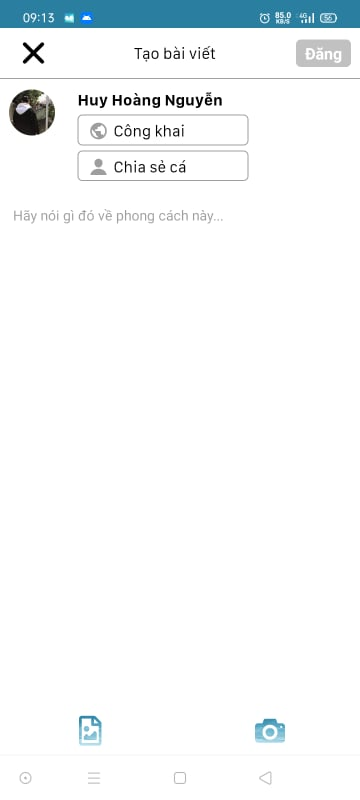 09:13
85.0
KB/S
4G
56
Tạo bài viết
Đăng
Huy Hoàng Nguyễn
Công khai
Chia sẻ cá
Hãy nói gì đó về phong cách này...